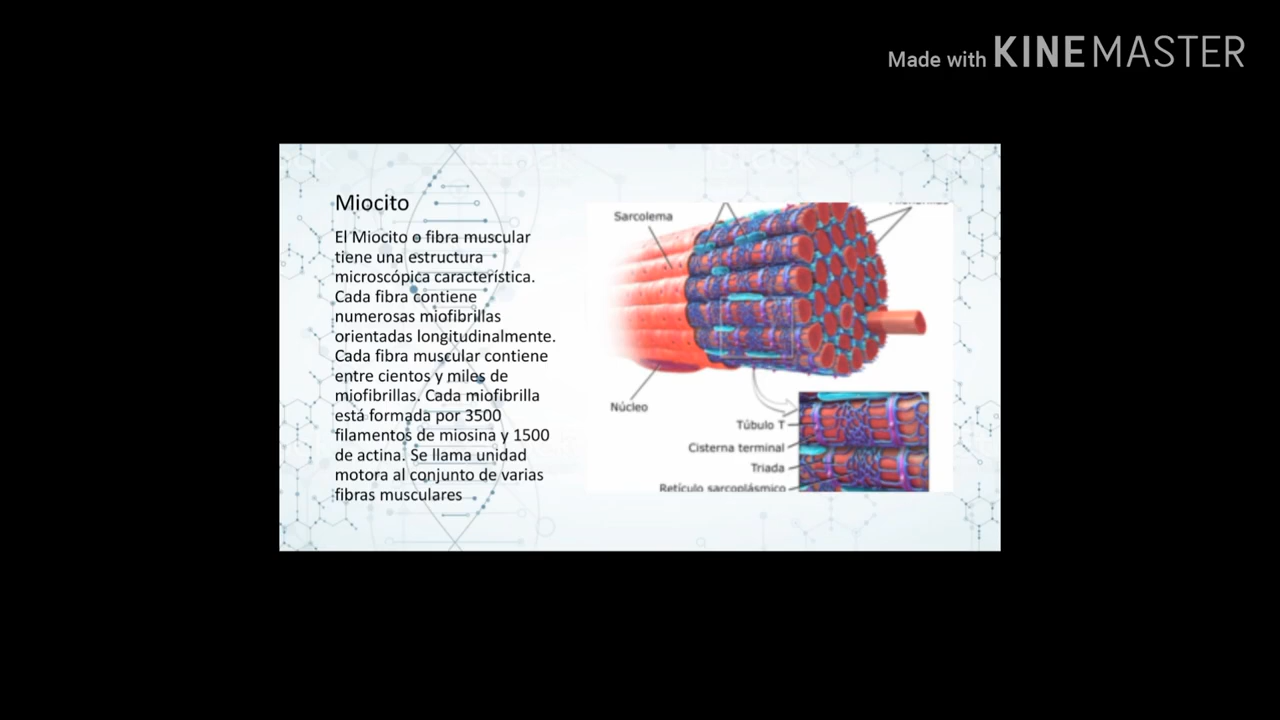 Made with KINEMASTER
Miocito
El Miocito o fibra muscular
tiene una estructura
microscópica característica.
Cada fibra contiene
numerosas miofibrillas
orientadas longitudinalmente.
Cada fibra muscular contiene
entre cientos y miles de
miofibrillas. Cada miofibrilla
está formada por 3500
filamentos de miosina y 1500
de actina. Se llama unidad
motora al conjunto de varias
fibras musculares
Sarcolema
Núcleo
Túbulo T
Cisterna terminal
Triada
Retículo sarcoplásmico